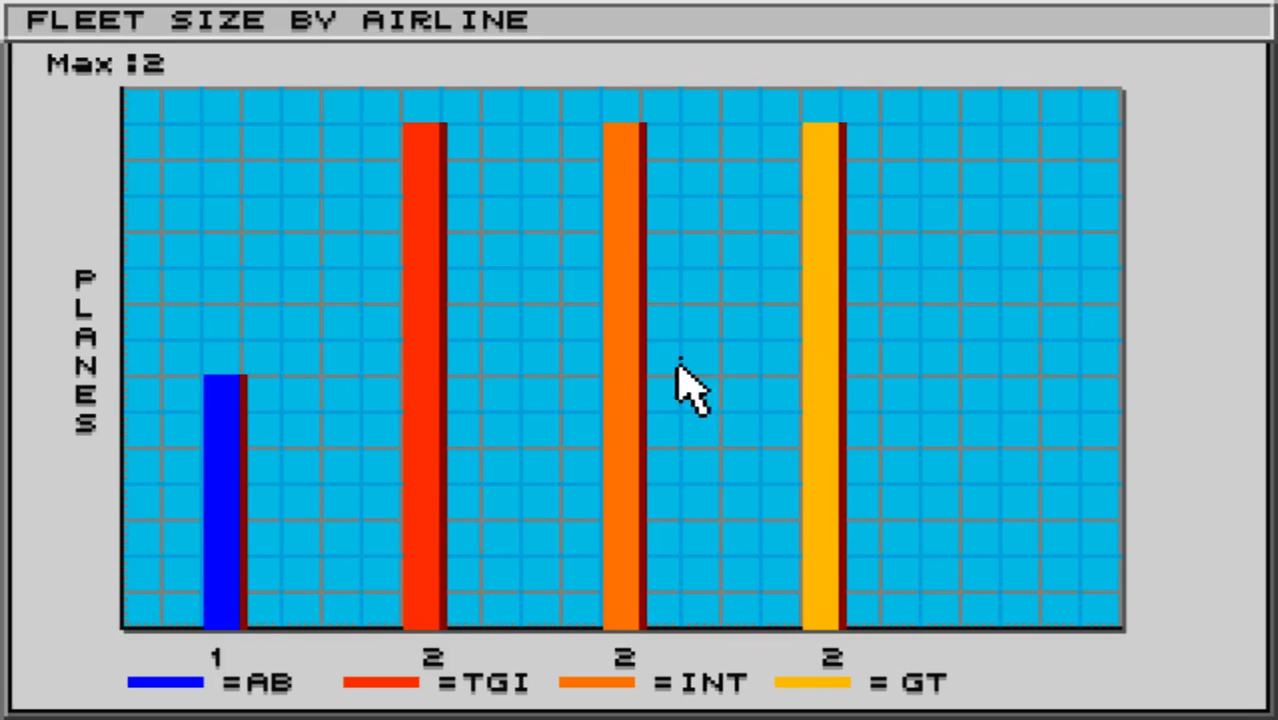 FLEET SIZE BY AIRLINE
Max :2
PLANES
1 2 2 2
=AB =TGI =INT = GT